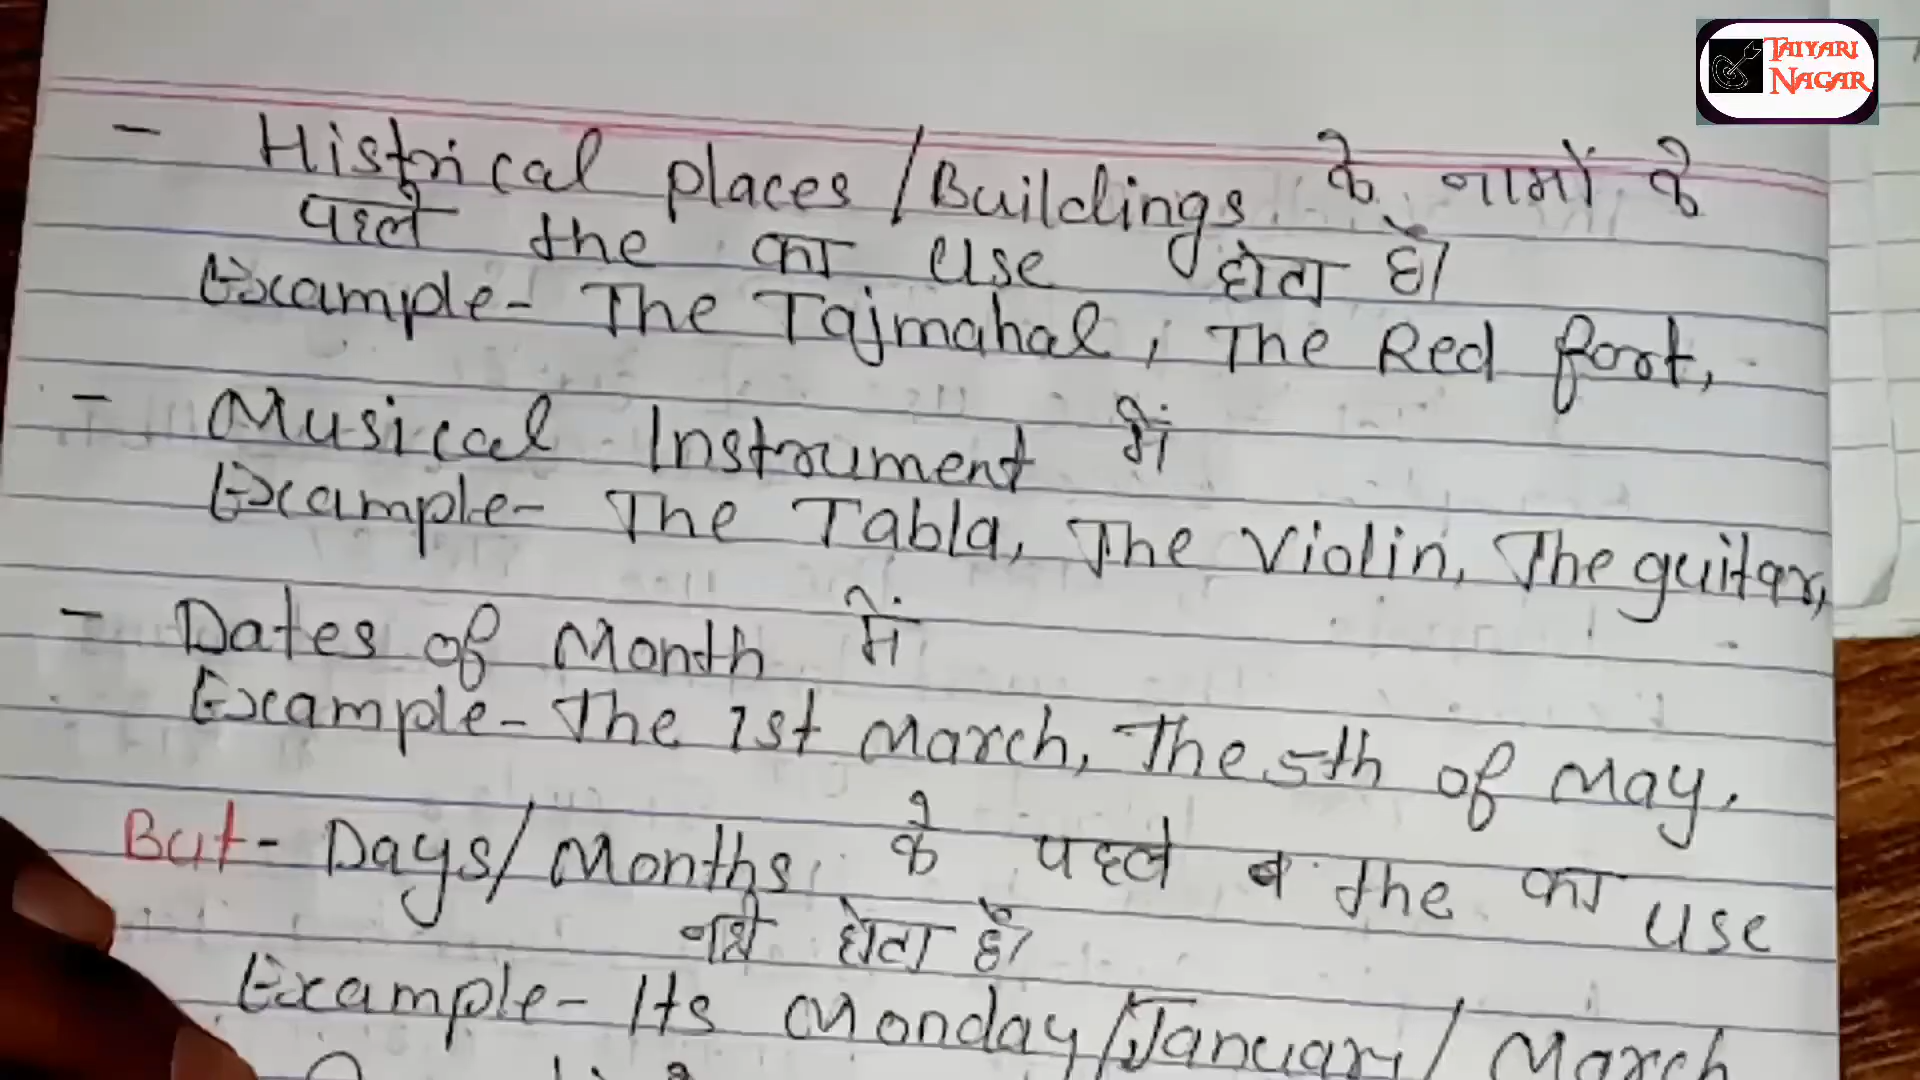 TAIYARI
NAGAR
- Histrical places /Buildings के नामों के
पहले the का use होता है।
Example- The Tajmahal, The Red fort,
- Musical Instrument में
Example- The Tabla, The Violin, The guitar,
- Dates of Month में
Example- The 1st March, The 5th of May.
But- Days/Months के पहले the का use
नही होता है।
Example- Its Monday/January/ March